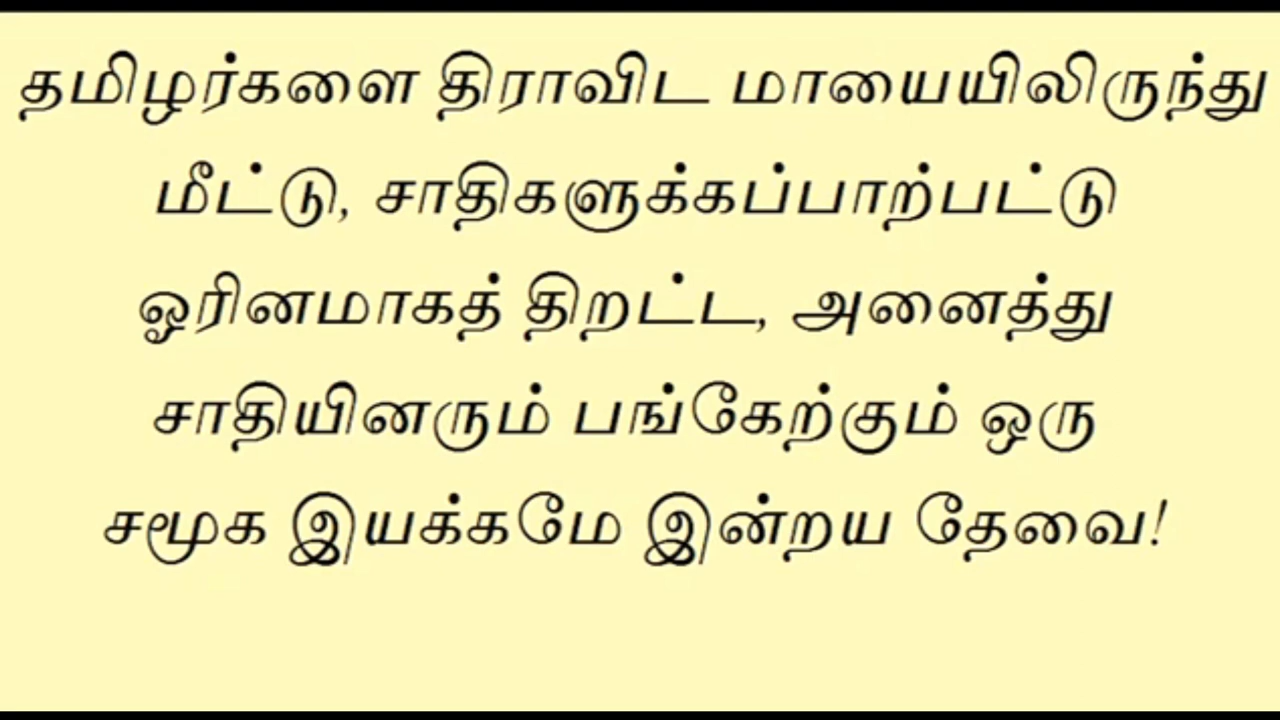 தமிழர்களை திராவிட மாயையிலிருந்து
மீட்டு, சாதிகளுக்கப்பாற்பட்டு
ஓரினமாகத் திறட்ட, அனைத்து
சாதியினரும் பங்கேற்கும் ஒரு
சமூக இயக்கமே இன்றய தேவை!